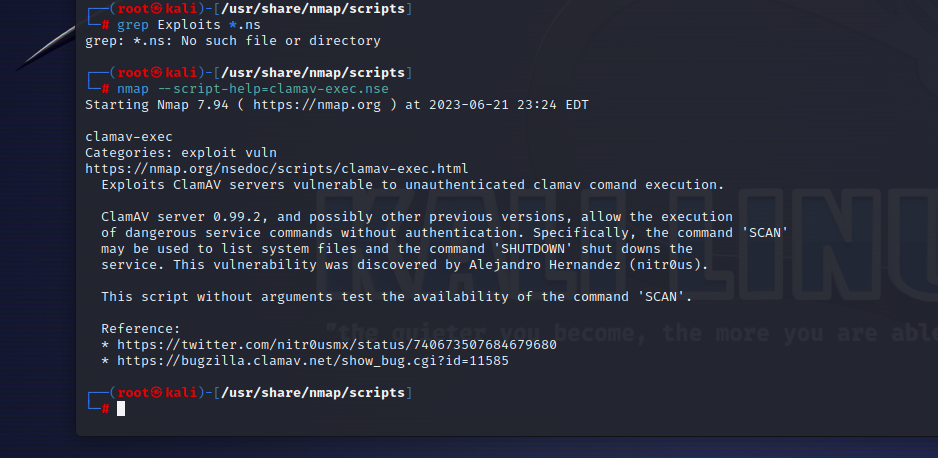 ┌──(root㉿kali)-[/usr/share/nmap/scripts]
└─# grep Exploits *.ns
grep: *.ns: No such file or directory
┌──(root㉿kali)-[/usr/share/nmap/scripts]
└─# nmap --script-help=clamav-exec.nse
Starting Nmap 7.94 ( https://nmap.org ) at 2023-06-21 23:24 EDT
clamav-exec
Categories: exploit vuln
https://nmap.org/nsedoc/scripts/clamav-exec.html
Exploits ClamAV servers vulnerable to unauthenticated clamav comand execution.
ClamAV server 0.99.2, and possibly other previous versions, allow the execution
of dangerous service commands without authentication. Specifically, the command 'SCAN'
may be used to list system files and the command 'SHUTDOWN' shut downs the
service. This vulnerability was discovered by Alejandro Hernandez (nitr0us).
This script without arguments test the availability of the command 'SCAN'.
Reference:
* https://twitter.com/nitr0usmx/status/740673507684679680
* https://bugzilla.clamav.net/show_bug.cgi?id=11585
┌──(root㉿kali)-[/usr/share/nmap/scripts]
└─#
KALI LINU
"the quieter you become, the more you are able